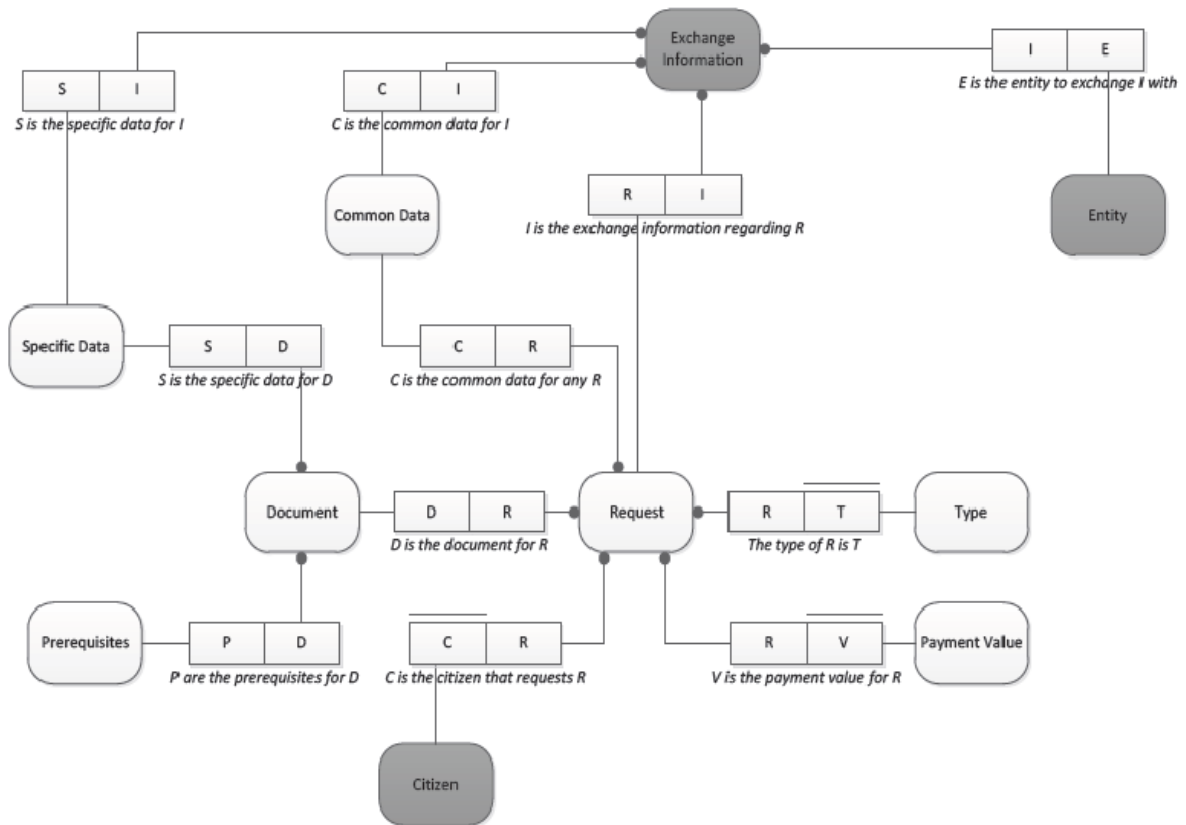 Exchange
Information
I E
E is the entity to exchange I with
S I
S is the specific data for I
C I
C is the common data for I
R I
I is the exchange information regarding R
Common Data
Entity
Specific Data
S D
S is the specific data for D
C R
C is the common data for any R
Document
D R
D is the document for R
Request
R T
The type of R is T
Type
Prerequisites
P D
P are the prerequisites for D
C R
C is the citizen that requests R
R V
V is the payment value for R
Payment Value
Citizen